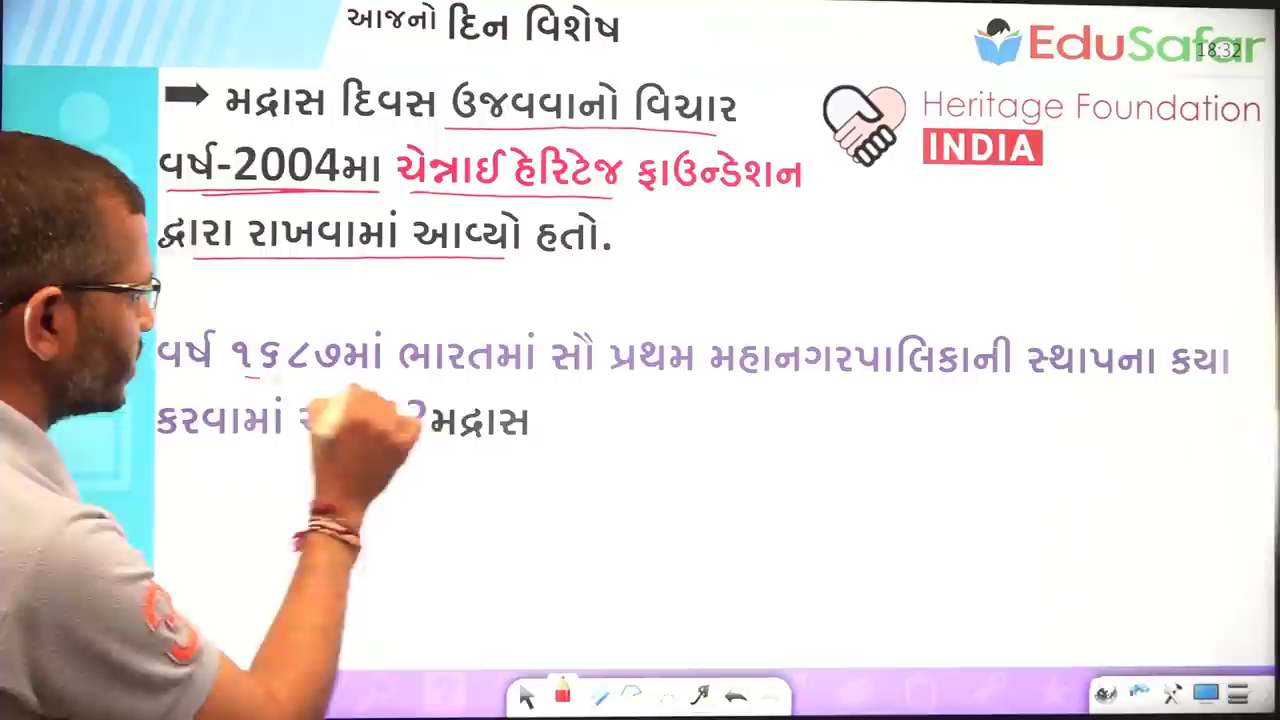 આજનો દિન વિશેષ
EduSafar
18:32
➡ મદ્રાસ દિવસ ઉજવવાનો વિચાર
વર્ષ-2004મા ચેન્નાઈ હેરિટેજ ફાઉન્ડેશન
દ્વારા રાખવામાં આવ્યો હતો.
Heritage Foundation
INDIA
વર્ષ ૧૬૮૭માં ભારતમાં સૌ પ્રથમ મહાનગરપાલિકાની સ્થાપના કયા
કરવામાં ? મદ્રાસ